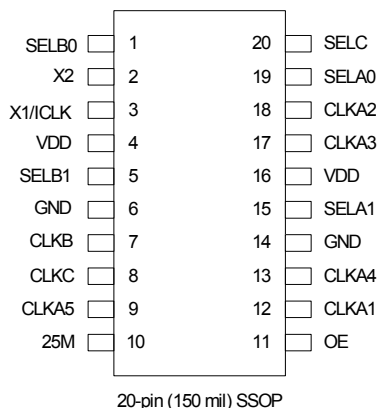 SELB0 1 20 SELC
X2 2 19 SELA0
X1/ICLK 3 18 CLKA2
VDD 4 17 CLKA3
SELB1 5 16 VDD
GND 6 15 SELA1
CLKB 7 14 GND
CLKC 8 13 CLKA4
CLKA5 9 12 CLKA1
25M 10 11 OE
20-pin (150 mil) SSOP